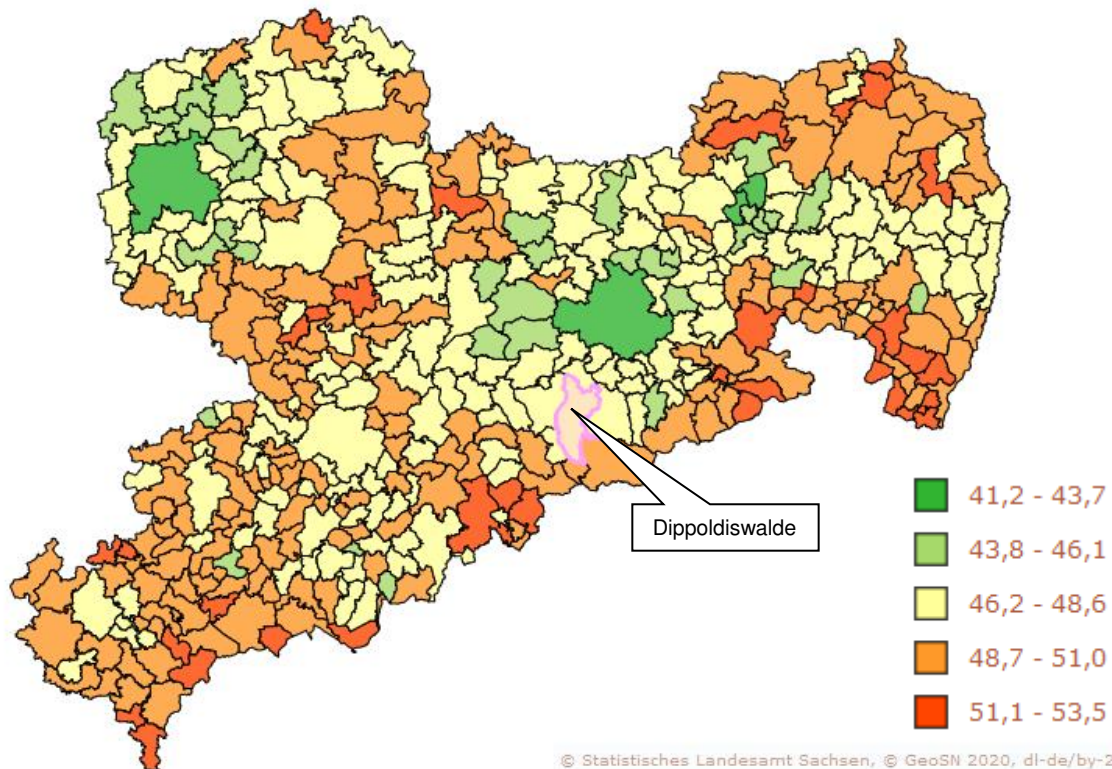 Dippoldiswalde
41,2 - 43,7
43,8 - 46,1
46,2 - 48,6
48,7 - 51,0
51,1 - 53,5
© Statistisches Landesamt Sachsen, © GeoSN 2020, dl-de/by-2